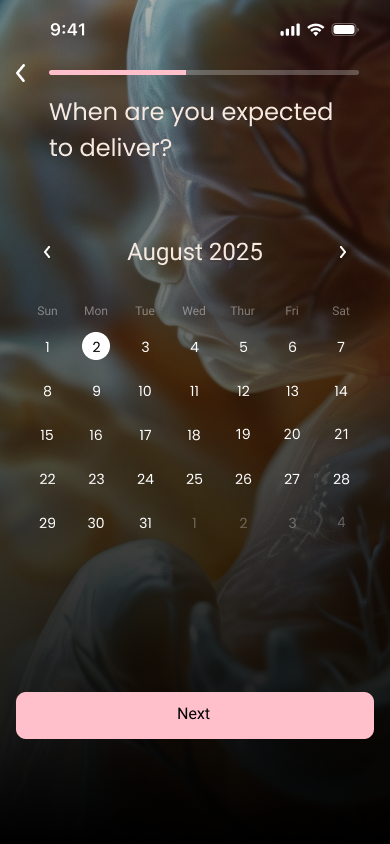 9:41
When are you expected
to deliver?
August 2025
Sun Mon Tue Wed Thur Fri Sat
1 2 3 4 5 6 7
8 9 10 11 12 13 14
15 16 17 18 19 20 21
22 23 24 25 26 27 28
29 30 31 1 2 3 4
Next